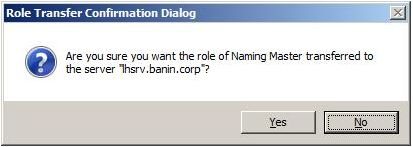 Role Transfer Confirmation Dialog
Are you sure you want the role of Naming Master transferred to
the server "lhsrv.banin.corp"?
Yes
No